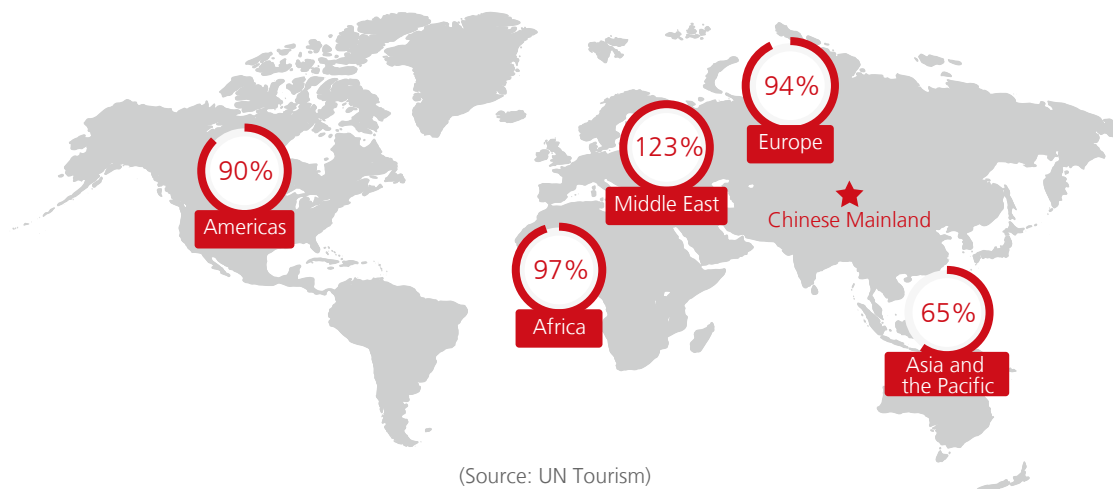 94%
Europe
123%
Middle East
90%
Americas
Chinese Mainland
97%
Africa
65%
Asia and
the Pacific
(Source: UN Tourism)